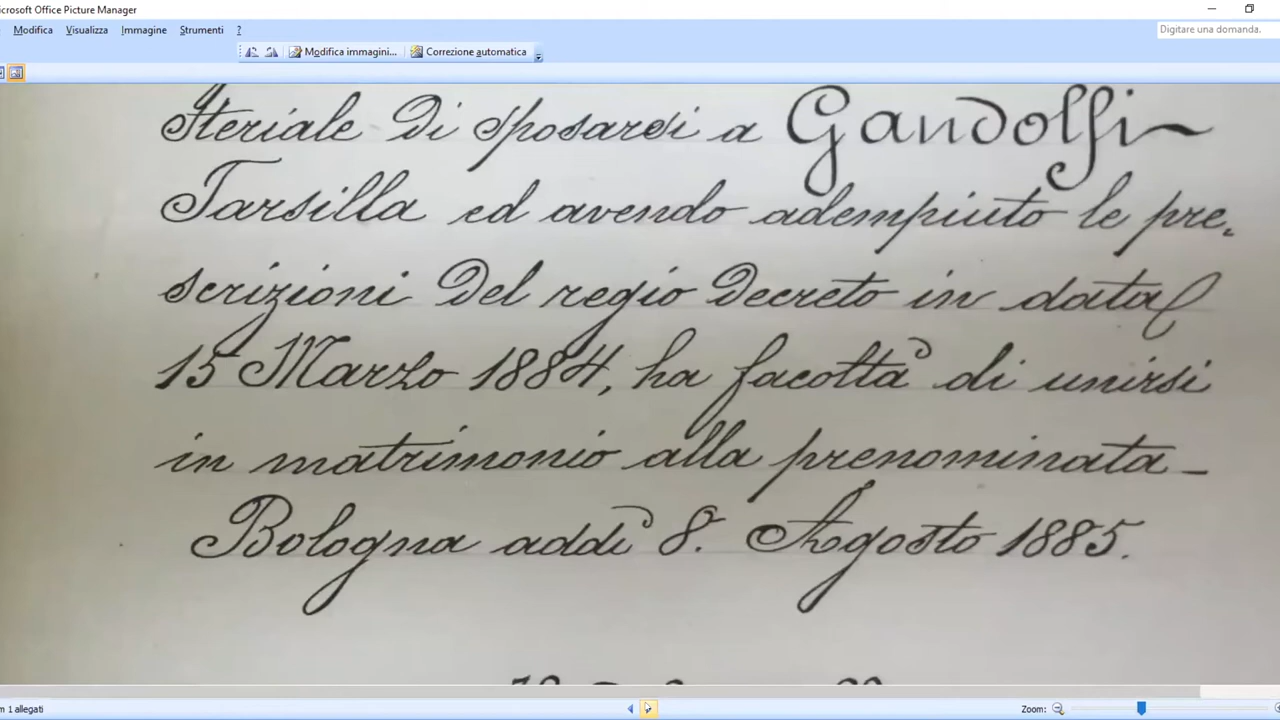 Microsoft Office Picture Manager
Modifica Visualizza Immagine Strumenti ?
Digitare una domanda.
Modifica immagini... Correzione automatica
steriale di sposarsi a Gandolfi
Tarsilla ed avendo adempiuto le pre-
scrizioni del regio decreto in data
15 Marzo 1884, ha facoltà di unirsi
in matrimonio alla prenominata
Bologna addì 8. Agosto 1885.
1 allegati
Zoom: